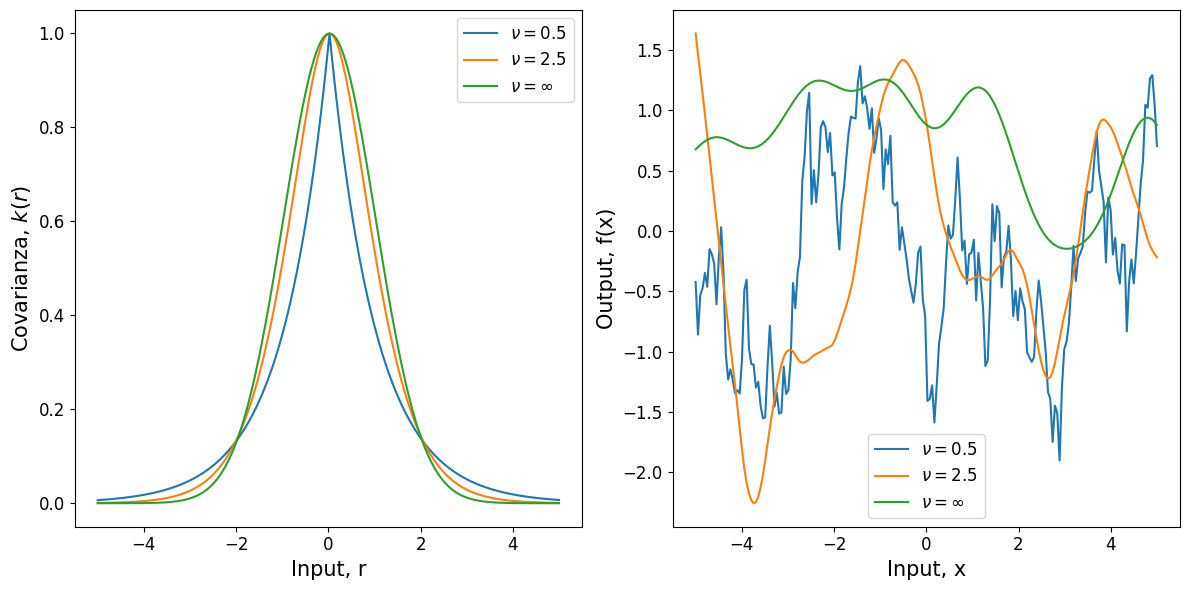 1.0
0.8
0.6
0.4
0.2
0.0
Covarianza, k(r)
−4
−2
0
2
4
Input, r
ν = 0.5
ν = 2.5
ν = ∞
1.5
1.0
0.5
0.0
−0.5
−1.0
−1.5
−2.0
Output, f(x)
−4
−2
0
2
4
Input, x
ν = 0.5
ν = 2.5
ν = ∞